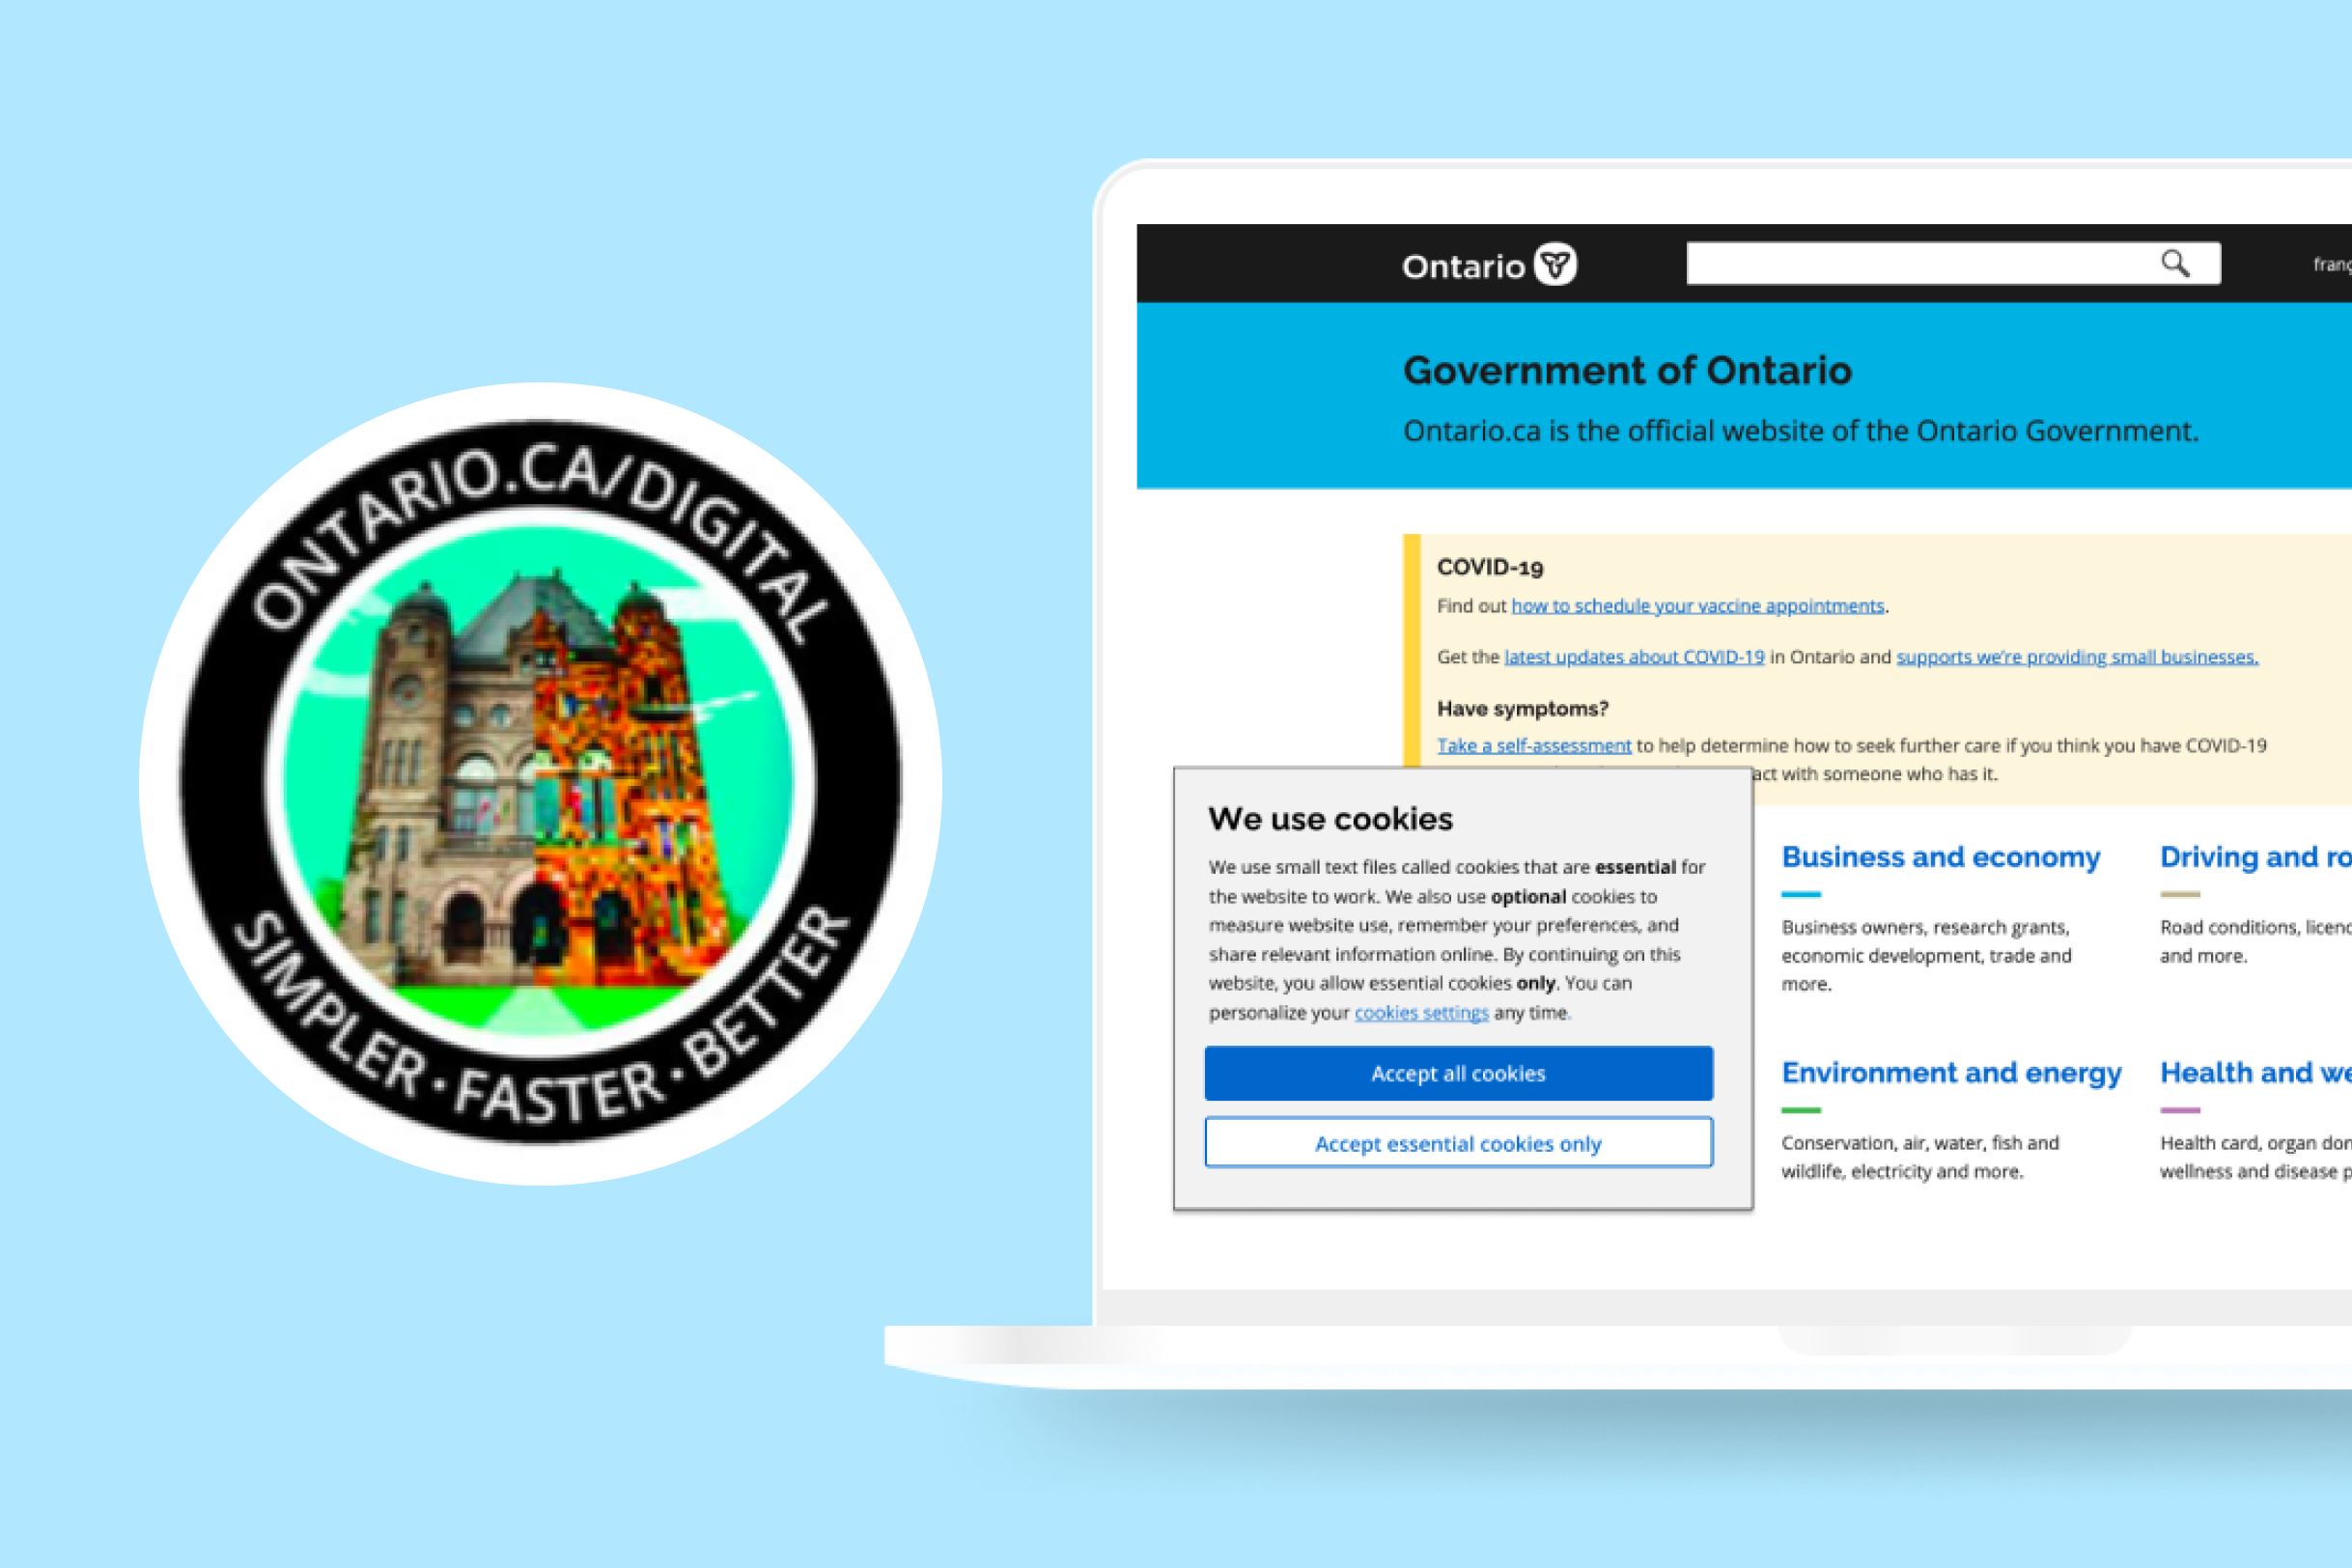 ONTARIO.CA/DIGITAL
SIMPLER · FASTER · BETTER
Ontario
Government of Ontario
Ontario.ca is the official website of the Ontario Government.
COVID-19
Find out how to schedule your vaccine appointments.
Get the latest updates about COVID-19 in Ontario and supports we're providing small businesses.
Have symptoms?
Take a self-assessment to help determine how to seek further care if you think you have COVID-19
with someone who has it.
We use cookies
We use small text files called cookies that are essential for
the website to work. We also use optional cookies to
measure website use, remember your preferences, and
share relevant information online. By continuing on this
website, you allow essential cookies only. You can
personalize your cookies settings any time.
Accept all cookies
Accept essential cookies only
Business and economy
Business owners, research grants,
economic development, trade and
more.
Driving and
Road conditions,
and more.
Environment and energy
Conservation, air, water, fish and
wildlife, electricity and more.
Health and
Health card, organ
wellness and disease